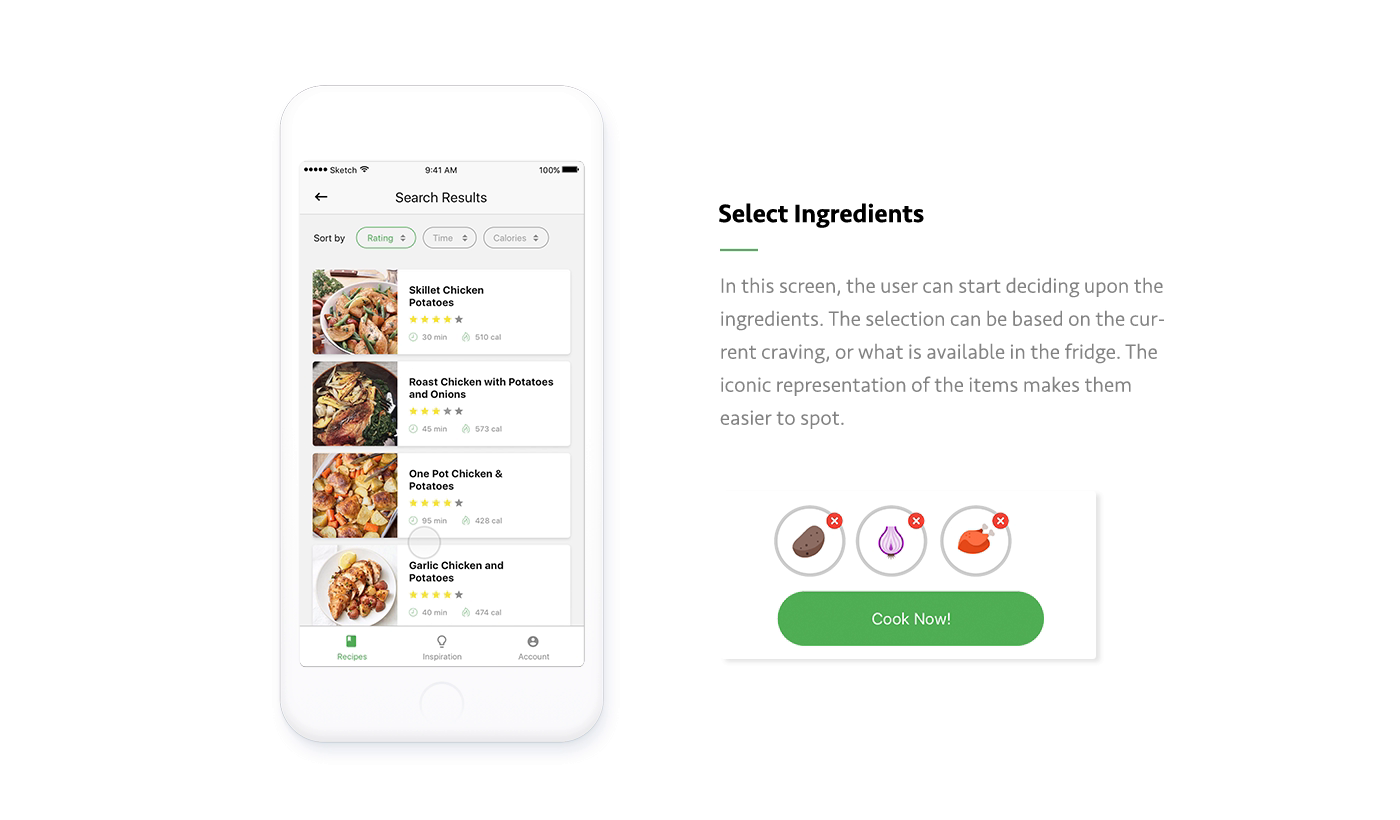 Sketch 9:41 AM 100%
Search Results
Sort by Rating Time Calories
Skillet Chicken
Potatoes
30 min 510 cal
Roast Chicken with Potatoes
and Onions
45 min 573 cal
One Pot Chicken &
Potatoes
95 min 428 cal
Garlic Chicken and
Potatoes
40 min 474 cal
Recipes Inspiration Account
Select Ingredients
In this screen, the user can start deciding upon the
ingredients. The selection can be based on the cur-
rent craving, or what is available in the fridge. The
iconic representation of the items makes them
easier to spot.
Cook Now!